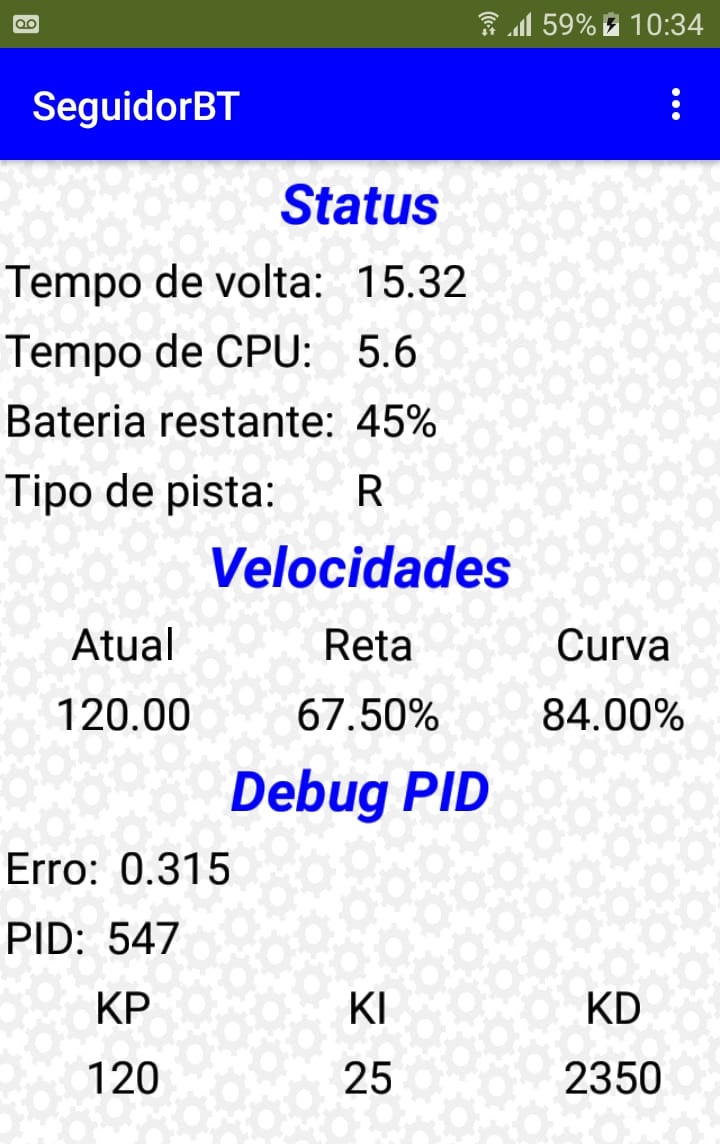 59% 10:34
SeguidorBT
Status
Tempo de volta: 15.32
Tempo de CPU: 5.6
Bateria restante: 45%
Tipo de pista: R
Velocidades
Atual Reta Curva
120.00 67.50% 84.00%
Debug PID
Erro: 0.315
PID: 547
KP KI KD
120 25 2350